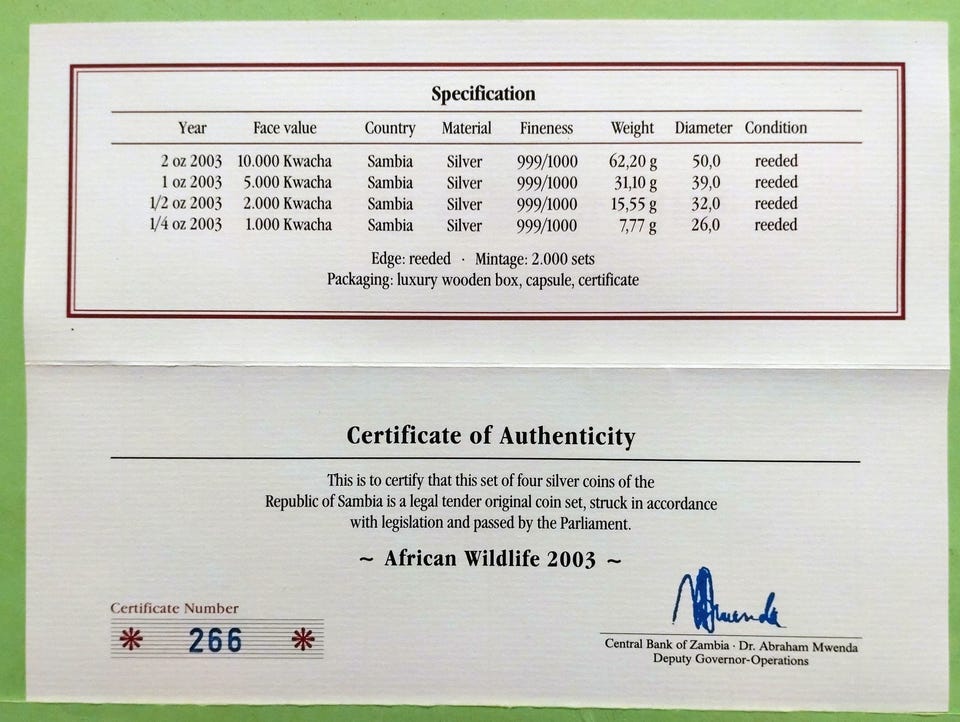 Specification
Year Face value Country Material Fineness Weight Diameter Condition
2 oz 2003 10.000 Kwacha Sambia Silver 999/1000 62,20 g 50,0 reeded
1 oz 2003 5.000 Kwacha Sambia Silver 999/1000 31,10 g 39,0 reeded
1/2 oz 2003 2.000 Kwacha Sambia Silver 999/1000 15,55 g 32,0 reeded
1/4 oz 2003 1.000 Kwacha Sambia Silver 999/1000 7,77 g 26,0 reeded
Edge: reeded · Mintage: 2.000 sets
Packaging: luxury wooden box, capsule, certificate
Certificate of Authenticity
This is to certify that this set of four silver coins of the
Republic of Sambia is a legal tender original coin set, struck in accordance
with legislation and passed by the Parliament.
~ African Wildlife 2003 ~
Certificate Number
* 266 *
Central Bank of Zambia · Dr. Abraham Mwenda
Deputy Governor-Operations